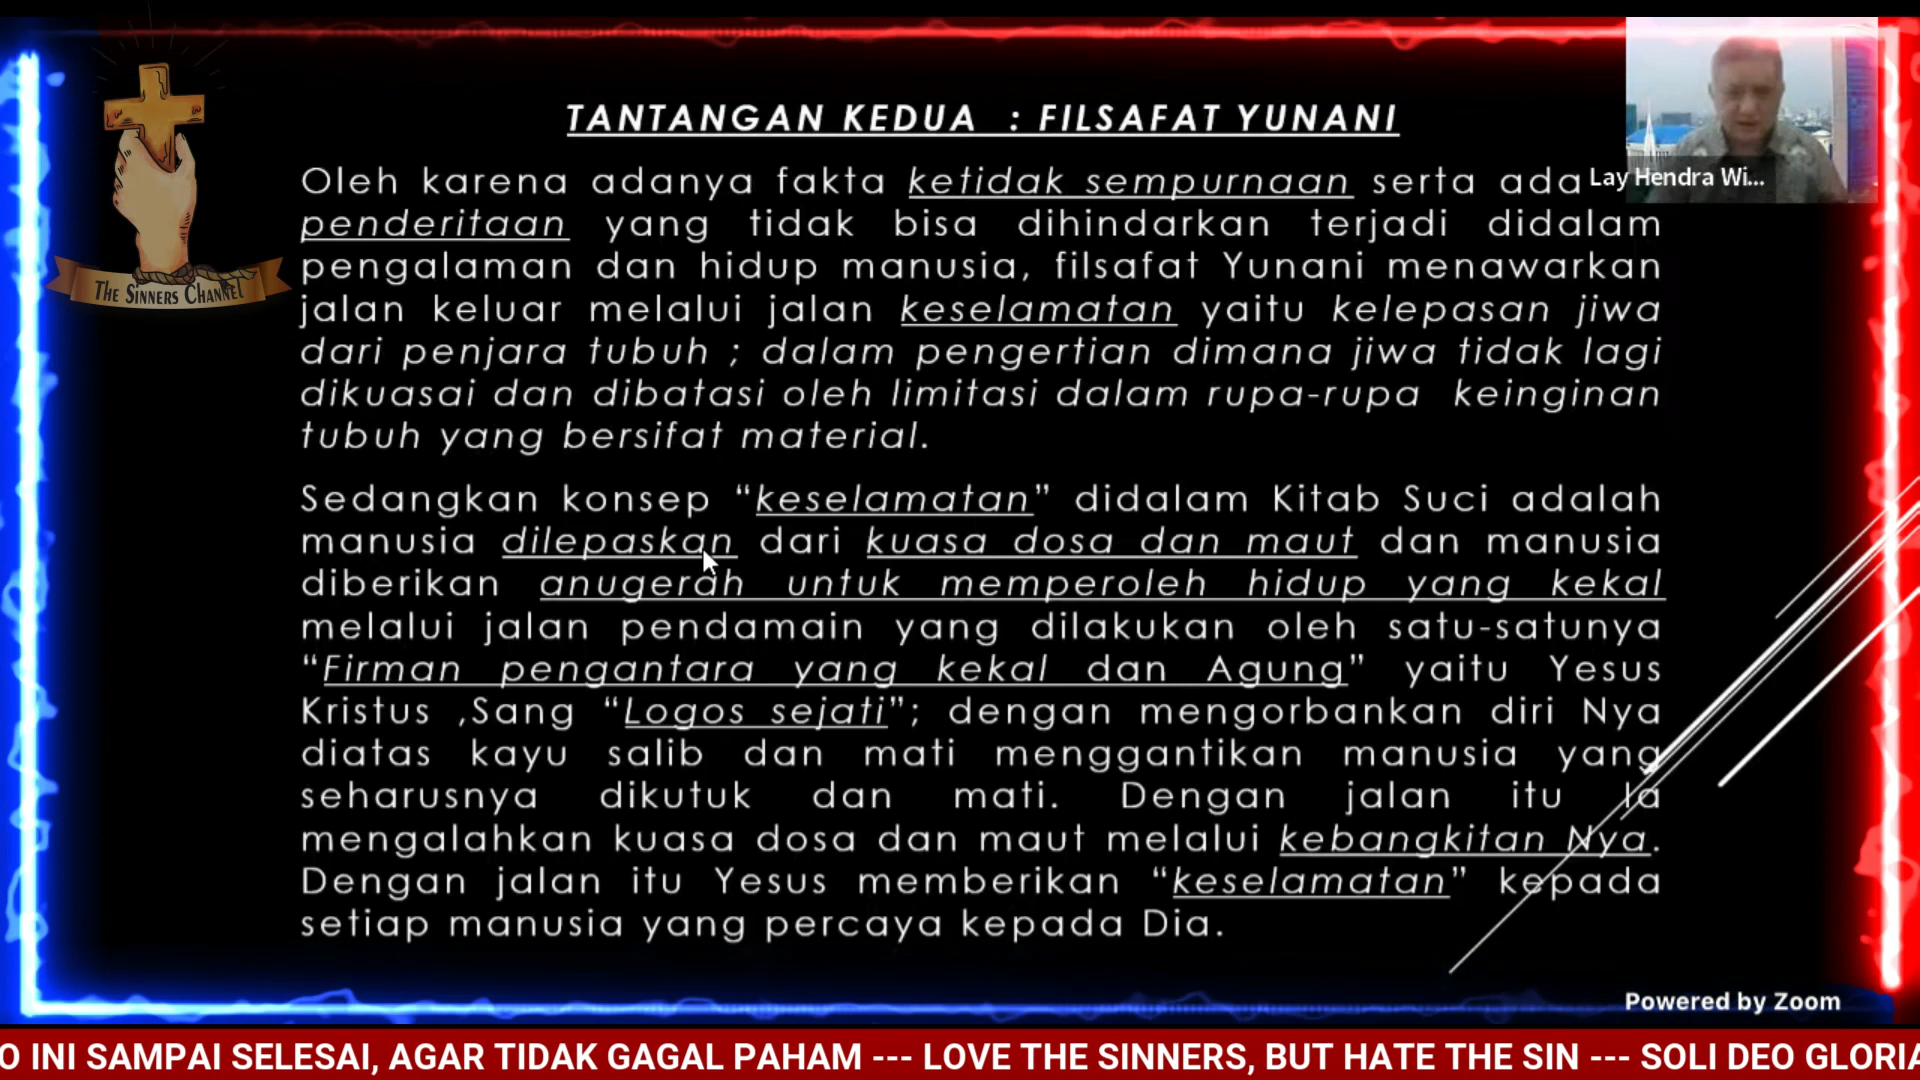 TANTANGAN KEDUA : FILSAFAT YUNANI
Oleh karena adanya fakta ketidak sempurnaan serta ada
penderitaan yang tidak bisa dihindarkan terjadi didalam
pengalaman dan hidup manusia, filsafat Yunani menawarkan
jalan keluar melalui jalan keselamatan yaitu kelepasan jiwa
dari penjara tubuh ; dalam pengertian dimana jiwa tidak lagi
dikuasai dan dibatasi oleh limitasi dalam rupa-rupa keinginan
tubuh yang bersifat material.
Sedangkan konsep “keselamatan” didalam Kitab Suci adalah
manusia dilepaskan dari kuasa dosa dan maut dan manusia
diberikan anugerah untuk memperoleh hidup yang kekal
melalui jalan pendamain yang dilakukan oleh satu-satunya
“Firman pengantara yang kekal dan Agung” yaitu Yesus
Kristus ,Sang “Logos sejati”; dengan mengorbankan diri Nya
diatas kayu salib dan mati menggantikan manusia yang
seharusnya dikutuk dan mati. Dengan jalan itu Ia
mengalahkan kuasa dosa dan maut melalui kebangkitan Nya.
Dengan jalan itu Yesus memberikan “keselamatan” kepada
setiap manusia yang percaya kepada Dia.
THE SINNERS CHANNEL
Lay Hendra Wi...
Powered by Zoom
O INI SAMPAI SELESAI, AGAR TIDAK GAGAL PAHAM --- LOVE THE SINNERS, BUT HATE THE SIN --- SOLI DEO GLORIA